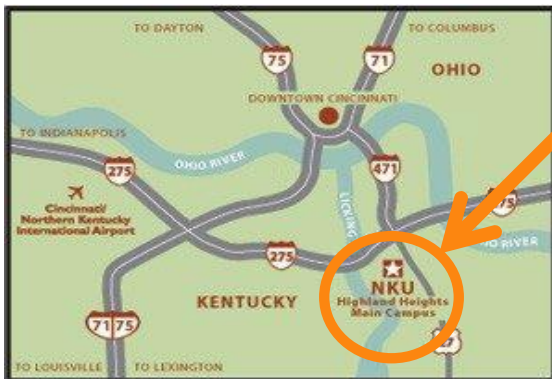 TO DAYTON
TO COLUMBUS
75
71
OHIO
DOWNTOWN CINCINNATI
TO INDIANAPOLIS
OHIO RIVER
275
471
LICKING
Cincinnati/
Northern Kentucky
International Airport
275
RIVER
NKU
KENTUCKY
Highland Heights
Main Campus
71 75
TO LOUISVILLE
TO LEXINGTON